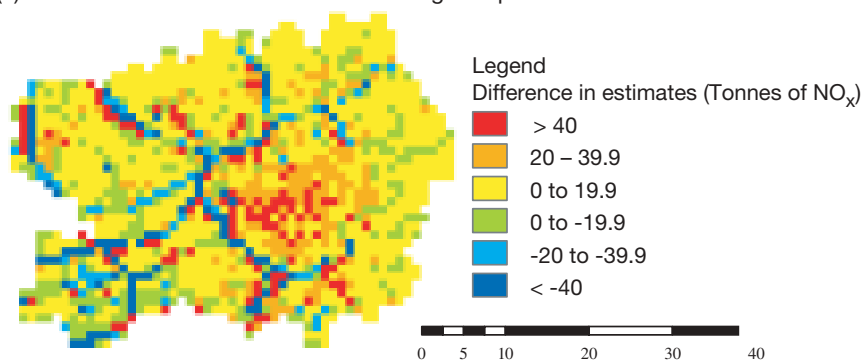 Legend
Difference in estimates (Tonnes of NOx)
> 40
20 – 39.9
0 to 19.9
0 to -19.9
-20 to -39.9
< -40
0 5 10 20 30 40